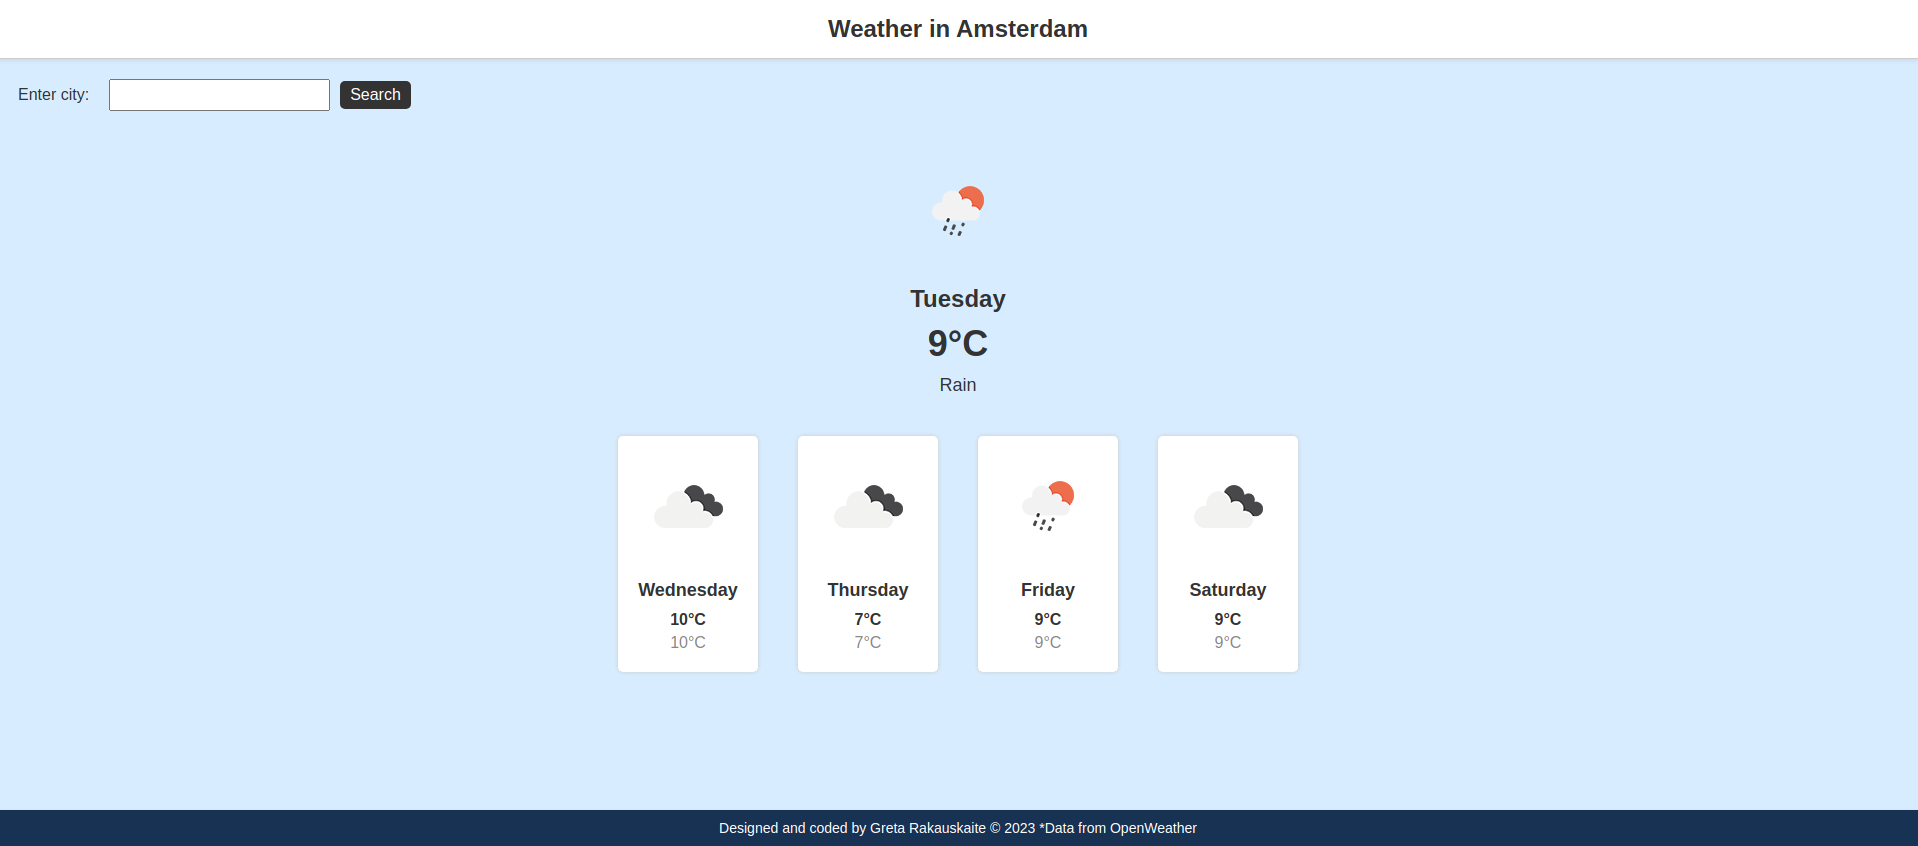 Weather in Amsterdam
Enter city: Search
Tuesday
9°C
Rain
Wednesday
10°C
10°C
Thursday
7°C
7°C
Friday
9°C
9°C
Saturday
9°C
9°C
Designed and coded by Greta Rakauskaite © 2023 *Data from OpenWeather